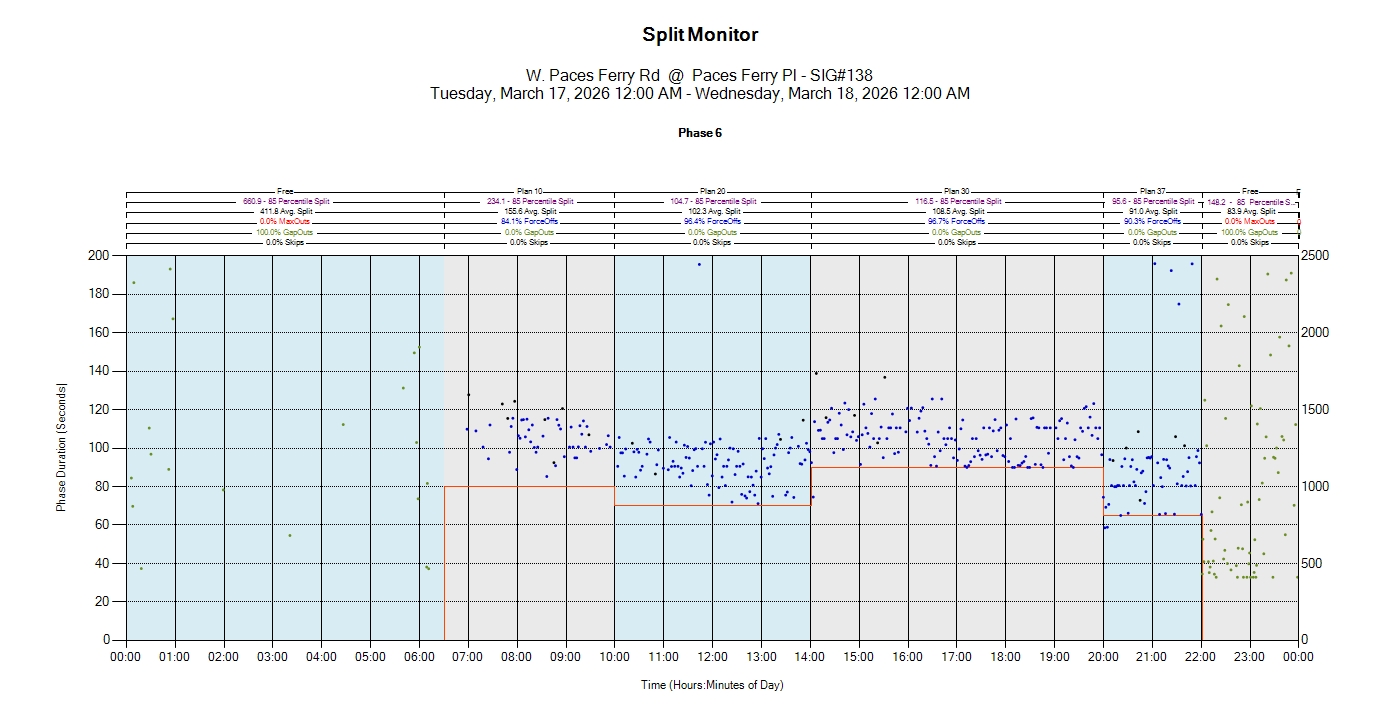 Split Monitor
W. Paces Ferry Rd @ Paces Ferry Pl - SIG#138
Tuesday, March 17, 2026 12:00 AM - Wednesday, March 18, 2026 12:00 AM
Phase 6
Free Plan 10 Plan 20 Plan 30 Plan 37 Free F
660.9 - 85 Percentile Split 234.1 - 85 Percentile Split 104.7 - 85 Percentile Split 116.5 - 85 Percentile Split 95.6 - 85 Percentile Split 148.2 - 85 Percentile S...
411.8 Avg. Split 155.6 Avg. Split 102.3 Avg. Split 108.5 Avg. Split 91.0 Avg. Split 83.9 Avg. Split
0.0% MaxOuts 84.1% ForceOffs 96.4% ForceOffs 96.7% ForceOffs 90.3% ForceOffs 0.0% MaxOuts
100.0% GapOuts 0.0% GapOuts 0.0% GapOuts 0.0% GapOuts 0.0% GapOuts 100.0% GapOuts
0.0% Skips 0.0% Skips 0.0% Skips 0.0% Skips 0.0% Skips 0.0% Skips
200 2500
180
160 2000
140
120 1500
100
80 1000
60
40 500
20
0 0
Phase Duration [Seconds]
00:00 01:00 02:00 03:00 04:00 05:00 06:00 07:00 08:00 09:00 10:00 11:00 12:00 13:00 14:00 15:00 16:00 17:00 18:00 19:00 20:00 21:00 22:00 23:00 00:00
Time (Hours:Minutes of Day)